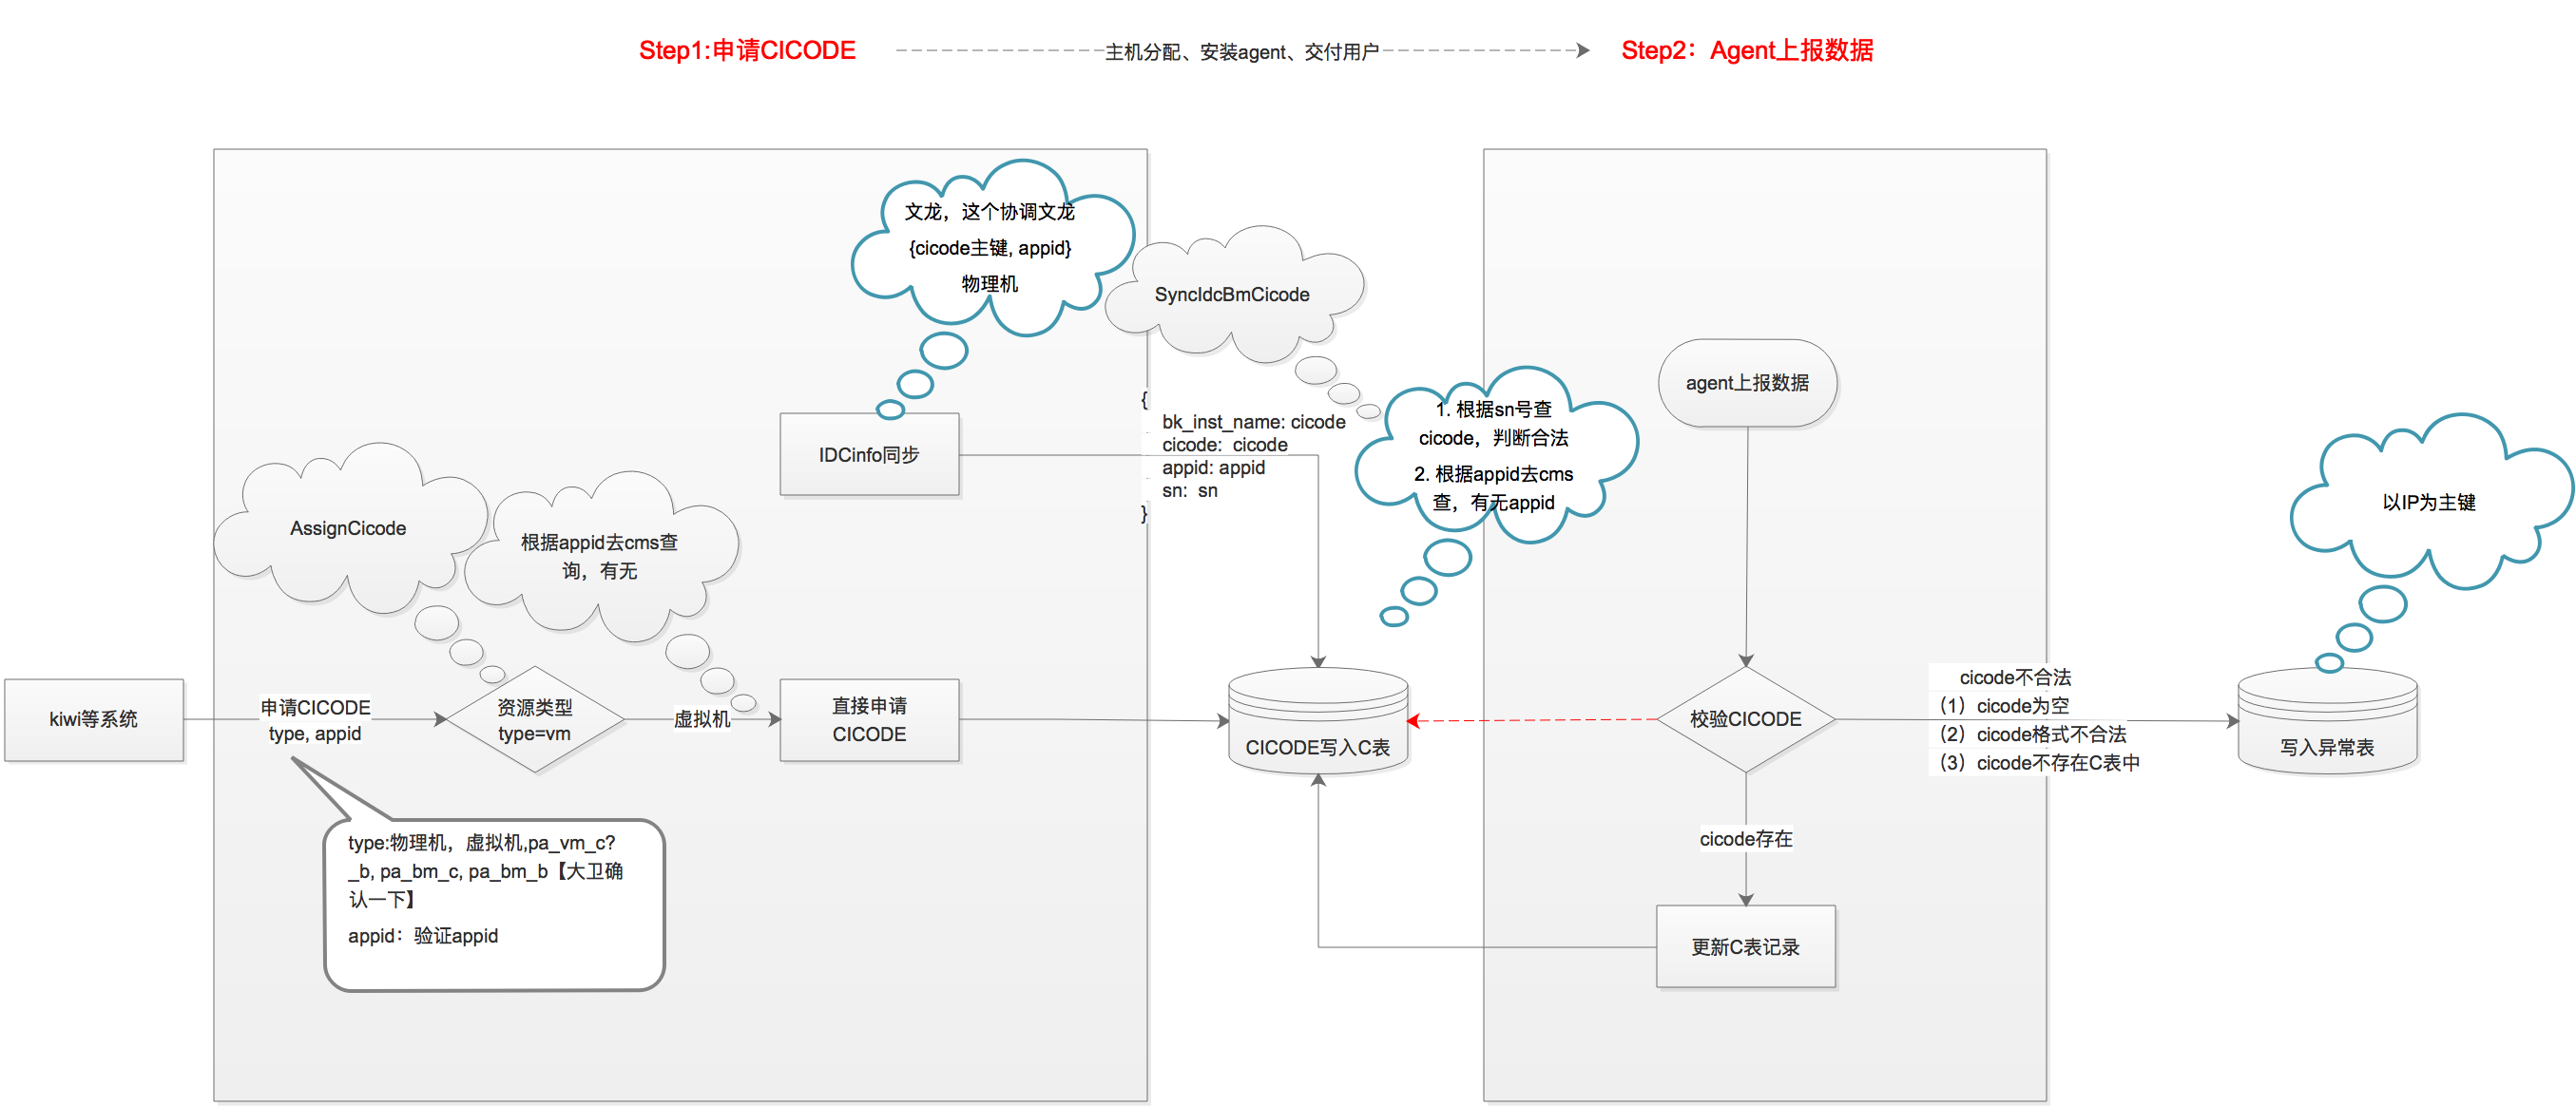 Step1:申请CICODE
主机分配、安装agent、交付用户
Step2：Agent上报数据
文龙，这个协调文龙
{cicode主键, appid}
物理机
SyncIdcBmCicode
IDCinfo同步
{
bk_inst_name: cicode
cicode: cicode
appid: appid
sn: sn
}
1. 根据sn号查
cicode，判断合法
2. 根据appid去cms
查，有无appid
agent上报数据
以IP为主键
AssignCicode
根据appid去cms查
询，有无
kiwi等系统
申请CICODE
type, appid
资源类型
type=vm
虚拟机
直接申请
CICODE
CICODE写入C表
校验CICODE
cicode不合法
（1）cicode为空
（2）cicode格式不合法
（3）cicode不存在C表中
写入异常表
type:物理机，虚拟机,pa_vm_c?
_b, pa_bm_c, pa_bm_b【大卫确
认一下】
appid：验证appid
cicode存在
更新C表记录